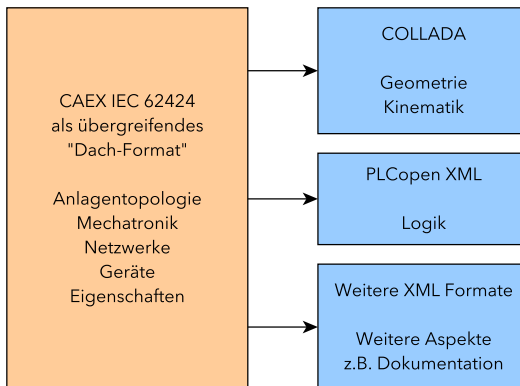 CAEX IEC 62424
als übergreifendes
"Dach-Format"
Anlagentopologie
Mechatronik
Netzwerke
Geräte
Eigenschaften
COLLADA
Geometrie
Kinematik
PLCopen XML
Logik
Weitere XML Formate
Weitere Aspekte
z.B. Dokumentation